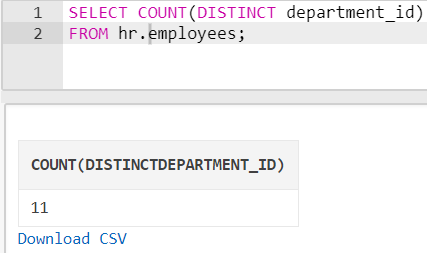 1 SELECT COUNT(DISTINCT department_id)
2 FROM hr.employees;
COUNT(DISTINCTDEPARTMENT_ID)
11
Download CSV